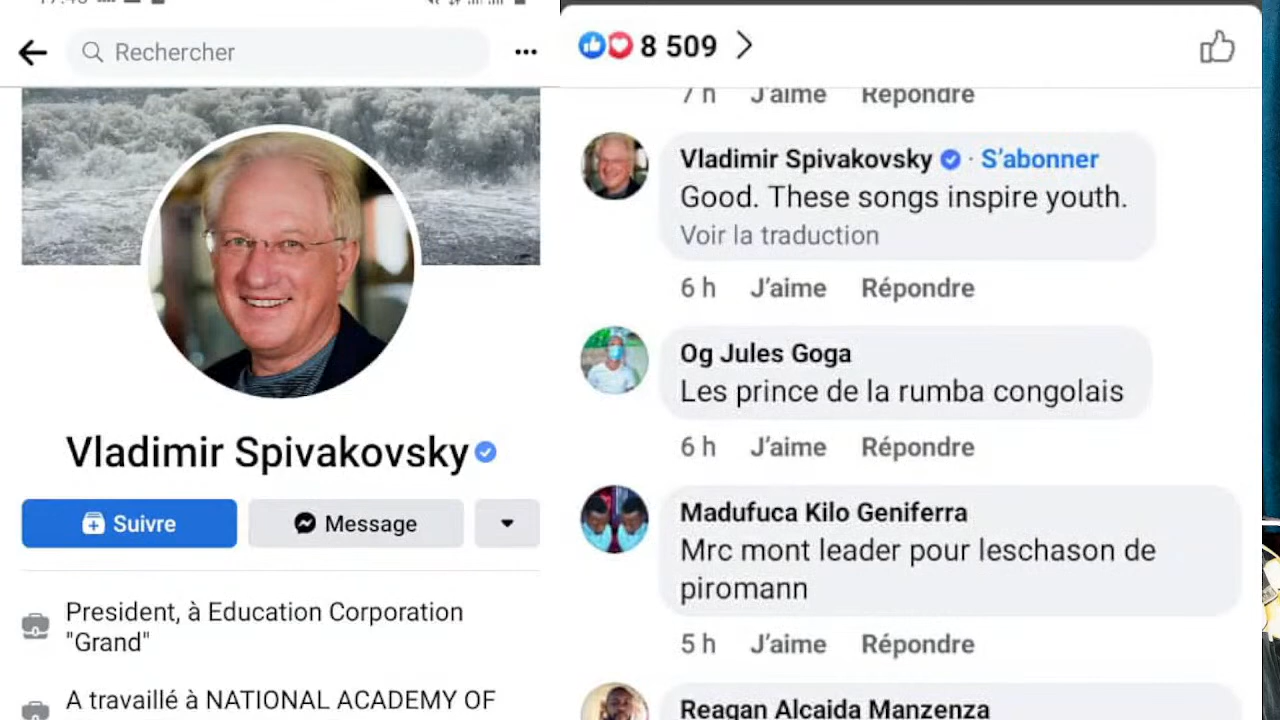 Rechercher
Vladimir Spivakovsky
Suivre
Message
President, à Education Corporation
"Grand"
A travaillé à NATIONAL ACADEMY OF
8 509
7 h J'aime Répondre
Vladimir Spivakovsky · S'abonner
Good. These songs inspire youth.
Voir la traduction
6 h J'aime Répondre
Og Jules Goga
Les prince de la rumba congolais
6 h J'aime Répondre
Madufuca Kilo Geniferra
Mrc mont leader pour leschason de
piromann
5 h J'aime Répondre
Reagan Alcaida Manzenza